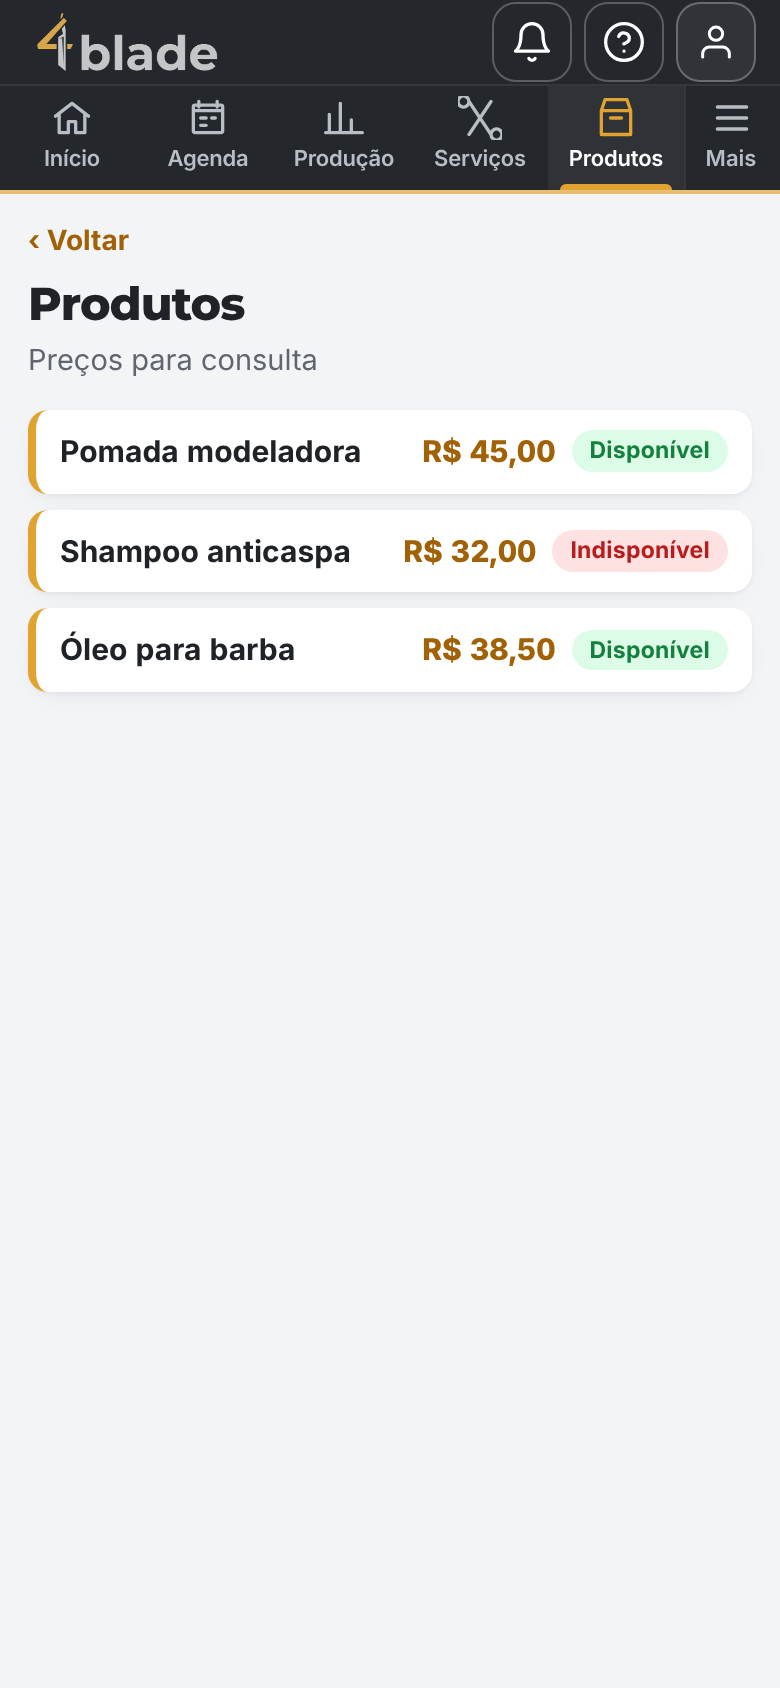 4blade
Início
Agenda
Produção
Serviços
Produtos
Mais
‹ Voltar
Produtos
Preços para consulta
Pomada modeladora R$ 45,00 Disponível
Shampoo anticaspa R$ 32,00 Indisponível
Óleo para barba R$ 38,50 Disponível